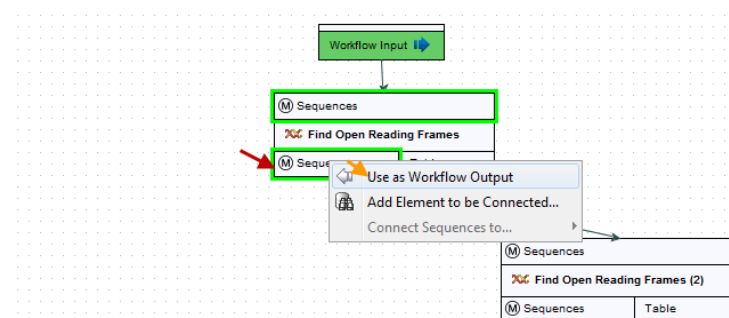 Workflow Input
M Sequences
Find Open Reading Frames
M Seque
Use as Workflow Output
Add Element to be Connected...
Connect Sequences to...
M Sequences
Find Open Reading Frames (2)
M Sequences Table